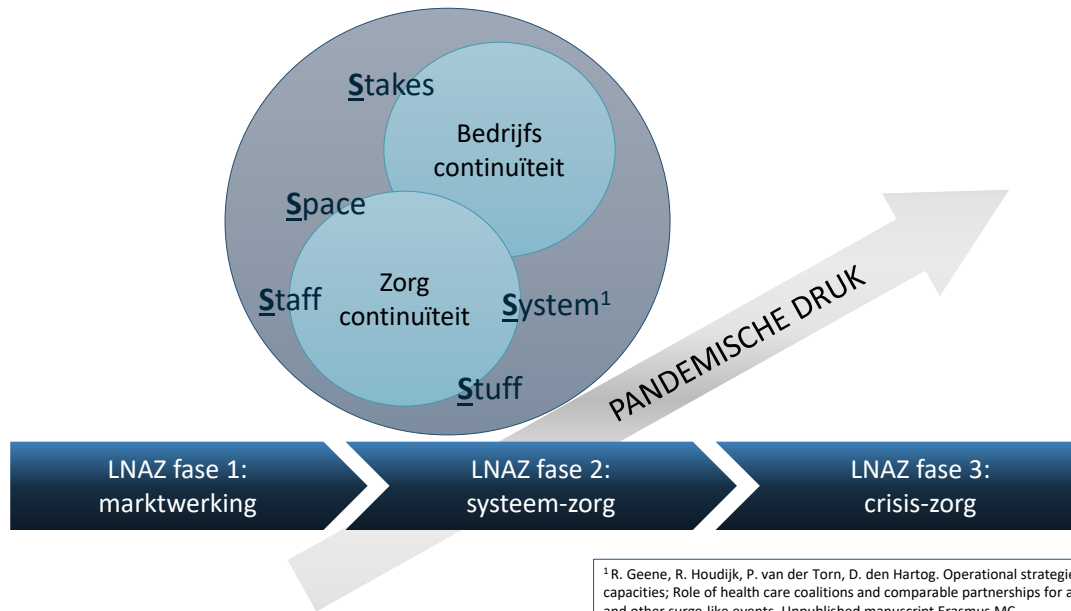 Stakes
Bedrijfs
continuïteit
Space
Zorg
continuïteit
Staff
System¹
Stuff
PANDEMISCHE DRUK
LNAZ fase 1:
marktwerking
LNAZ fase 2:
systeem-zorg
LNAZ fase 3:
crisis-zorg
¹ R. Geene, R. Houdijk, P. van der Torn, D. den Hartog. Operational strategie
capacities; Role of health care coalitions and comparable partnerships for a
and other surge-like events. Unpublished manuscript Erasmus MC